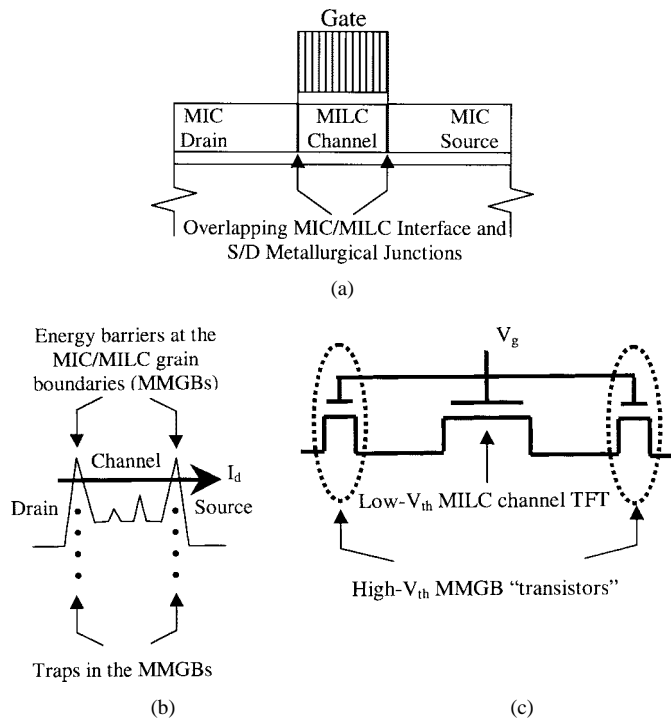 Gate
MIC
Drain
MILC
Channel
MIC
Source
Overlapping MIC/MILC Interface and
S/D Metallurgical Junctions
(a)
Energy barriers at the
MIC/MILC grain
boundaries (MMGBs)
Channel
I_d
Drain
Source
Traps in the MMGBs
(b)
V_g
Low-V_th MILC channel TFT
High-V_th MMGB “transistors”
(c)